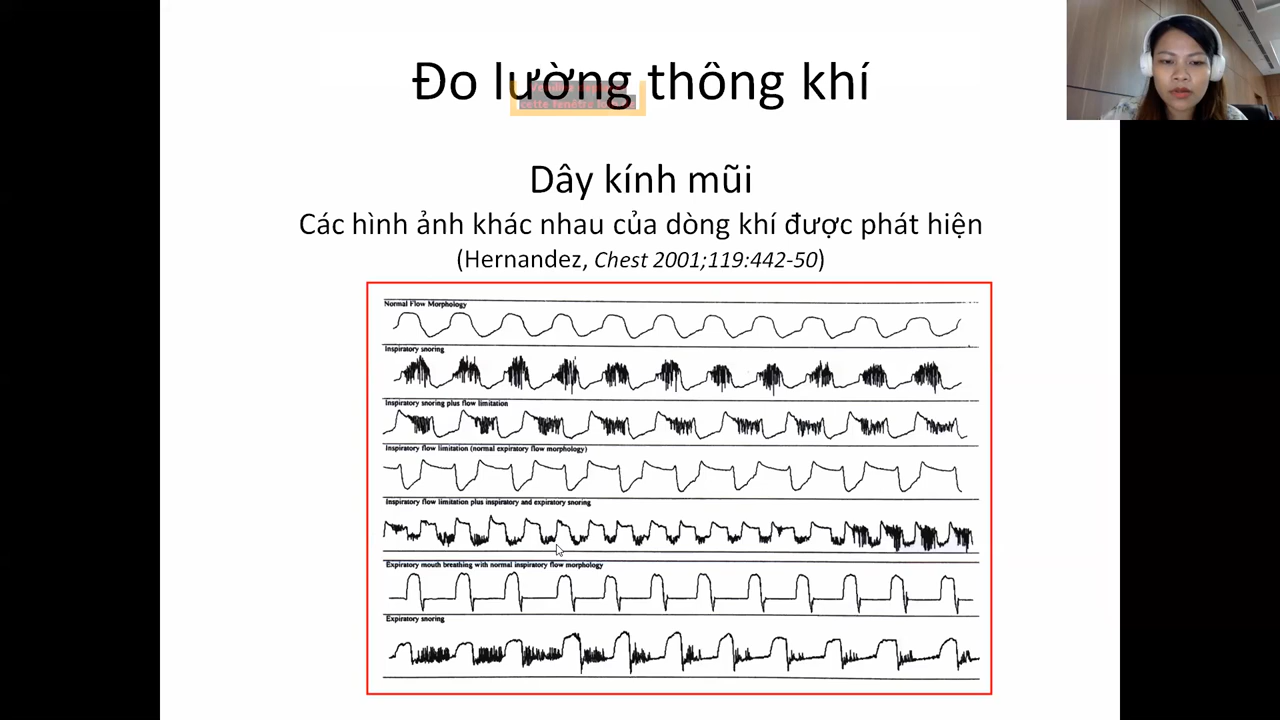 Đo lường thông khí
cette fenêtre
Dây kính mũi
Các hình ảnh khác nhau của dòng khí được phát hiện
(Hernandez, Chest 2001;119:442-50)
Normal Flow Morphology
Inspiratory snoring
Inspiratory snoring plus flow limitation
Inspiratory flow limitation (normal expiratory flow morphology)
Inspiratory flow limitation plus inspiratory and expiratory snoring
Expiratory mouth breathing with normal inspiratory flow morphology
Expiratory snoring